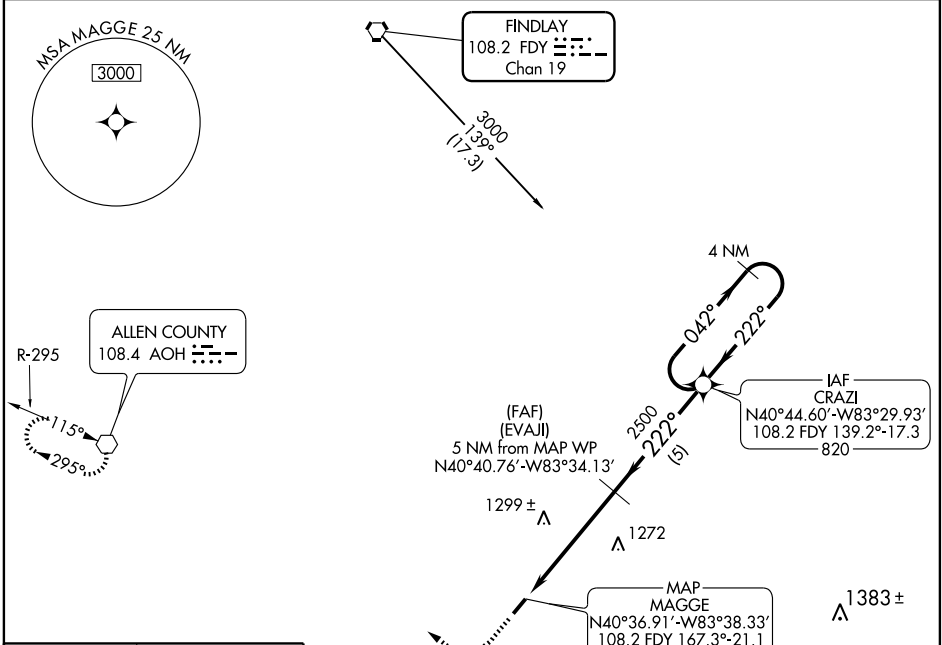 MSA MAGGE 25 NM
3000
FINDLAY
108.2 FDY
Chan 19
3000
139°
(17.3)
4 NM
042°
222°
ALLEN COUNTY
108.4 AOH
R-295
115°
295°
IAF
CRAZI
N40°44.60'-W83°29.93'
108.2 FDY 139.2°-17.3
820
2500
222°
(5)
(FAF)
(EVAJI)
5 NM from MAP WP
N40°40.76'-W83°34.13'
1299 ±
1272
MAP
MAGGE
N40°36.91'-W83°38.33'
108.2 FDY 167.3°-21.1
1383 ±